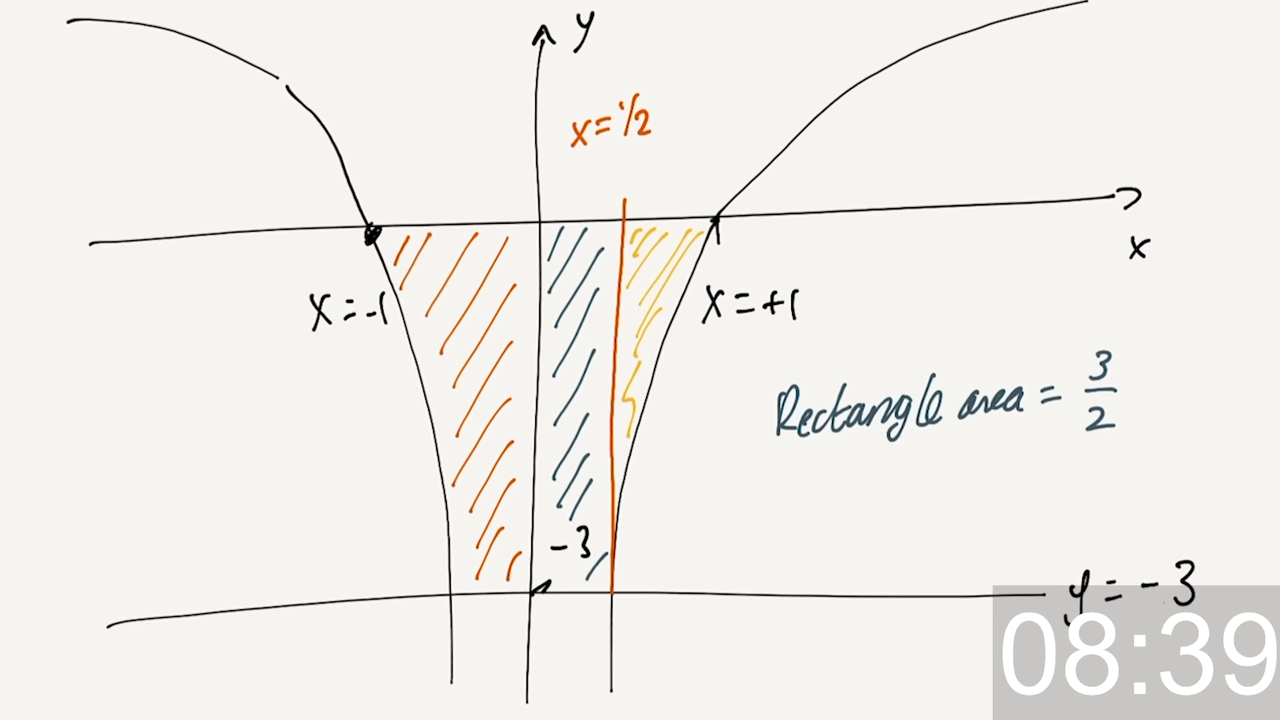 y
x=1/2
x
x=-1
x=+1
Rectangle area = 3/2
-3
y=-3
08:39